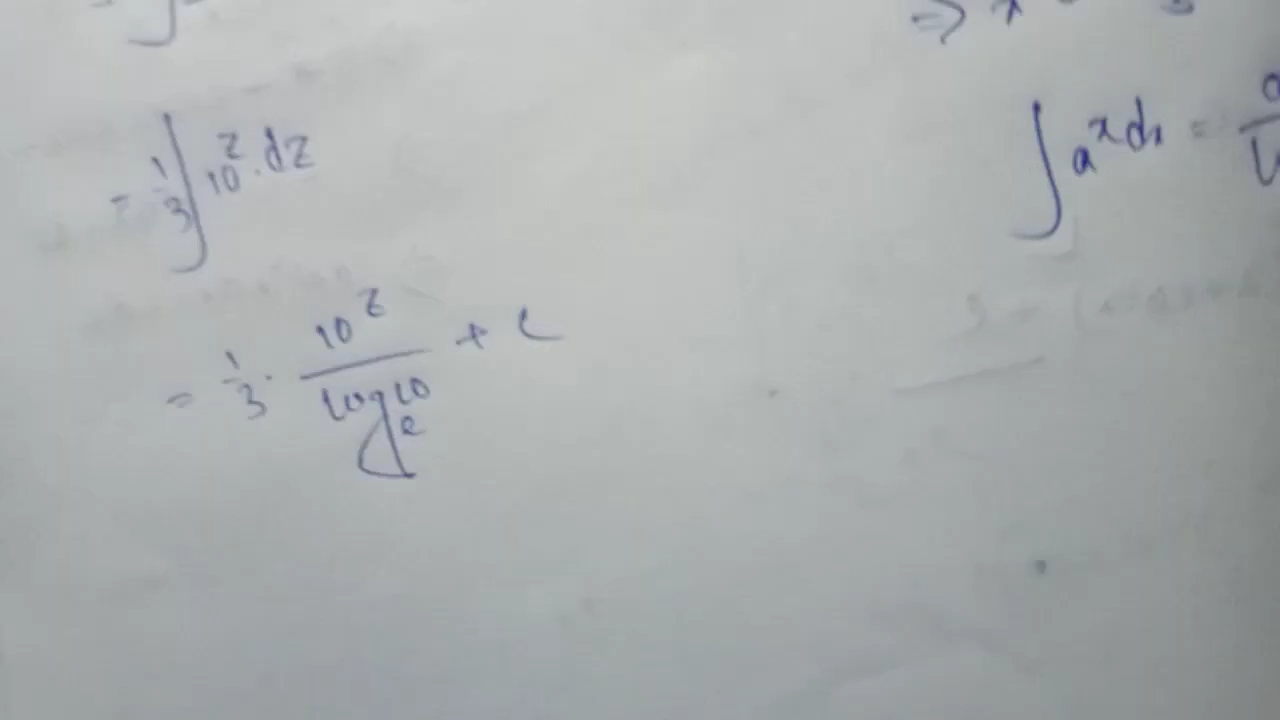 = 1/3 ∫ 10^z . dz
∫ a^x dx =
= 1/3 · 10^z / log_e 10 + c